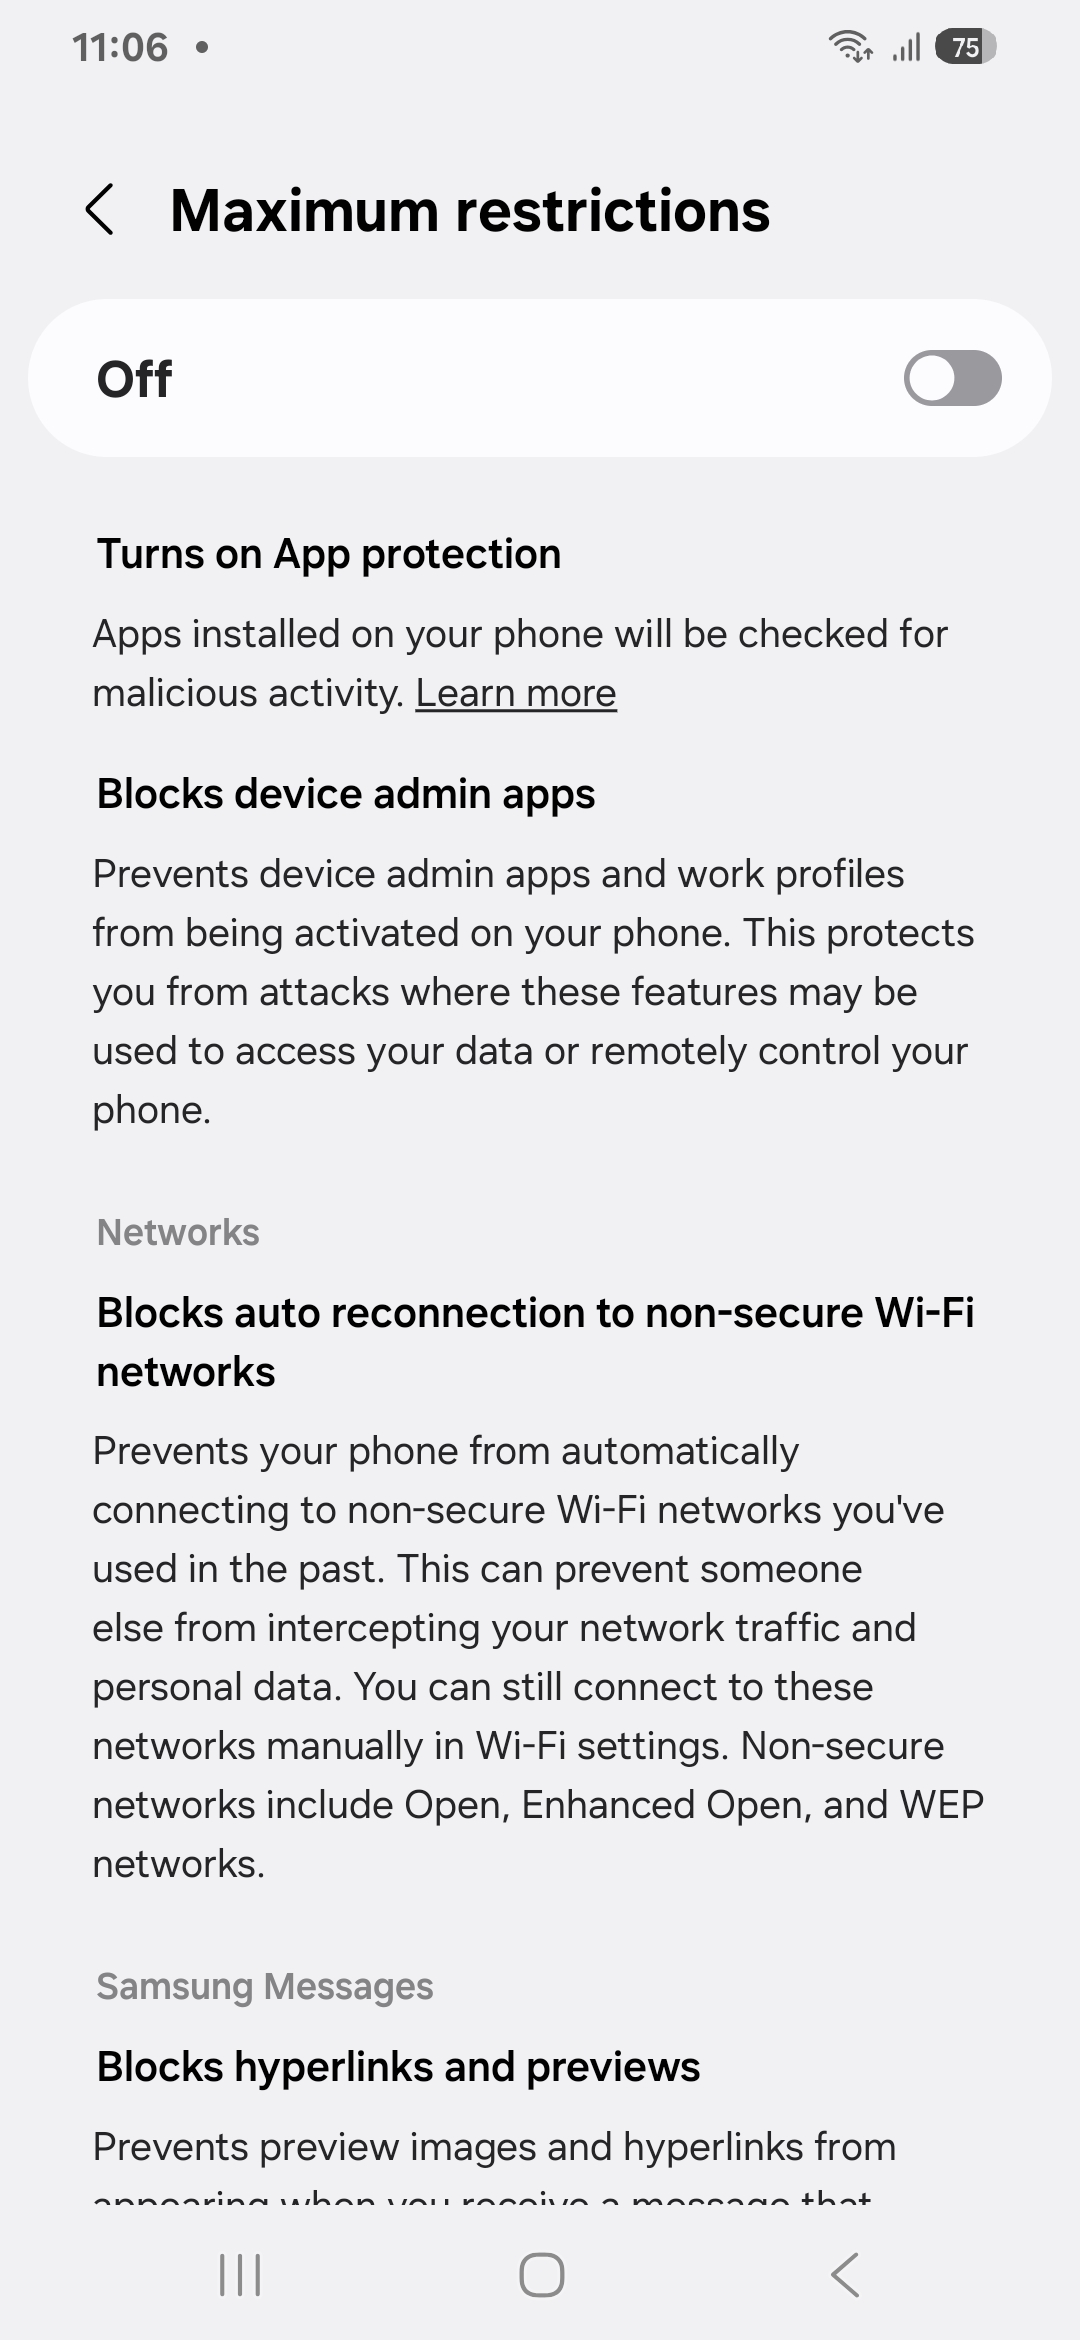 11:06
75
Maximum restrictions
Off
Turns on App protection
Apps installed on your phone will be checked for
malicious activity. Learn more
Blocks device admin apps
Prevents device admin apps and work profiles
from being activated on your phone. This protects
you from attacks where these features may be
used to access your data or remotely control your
phone.
Networks
Blocks auto reconnection to non-secure Wi-Fi
networks
Prevents your phone from automatically
connecting to non-secure Wi-Fi networks you've
used in the past. This can prevent someone
else from intercepting your network traffic and
personal data. You can still connect to these
networks manually in Wi-Fi settings. Non-secure
networks include Open, Enhanced Open, and WEP
networks.
Samsung Messages
Blocks hyperlinks and previews
Prevents preview images and hyperlinks from
appearing when you receive a message that